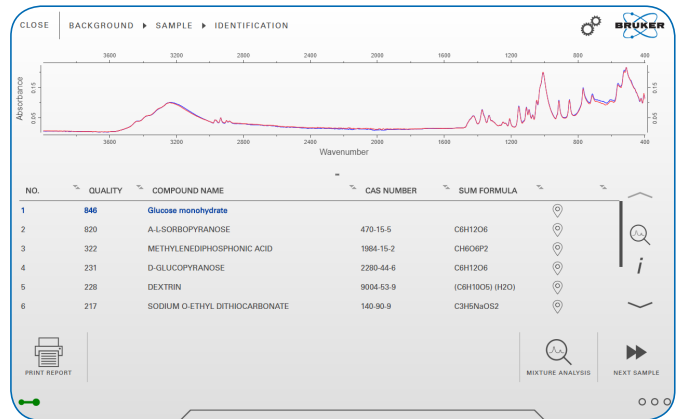 CLOSE BACKGROUND SAMPLE IDENTIFICATION BRUKER
3600 3200 2800 2400 2000 1600 1200 800 400
Absorbance
0.15
0.05
0.15
0.05
3600 3200 2800 2400 2000 1600 1200 800 400
Wavenumber
NO. QUALITY COMPOUND NAME CAS NUMBER SUM FORMULA
1 846 Glucose monohydrate
2 820 A-L-SORBOPYRANOSE 470-15-5 C6H12O6
3 322 METHYLENEDIPHOSPHONIC ACID 1984-15-2 CH6O6P2
4 231 D-GLUCOPYRANOSE 2280-44-6 C6H12O6
5 228 DEXTRIN 9004-53-9 (C6H10O5) (H2O)
6 217 SODIUM O-ETHYL DITHIOCARBONATE 140-90-9 C3H5NaOS2
i
PRINT REPORT MIXTURE ANALYSIS NEXT SAMPLE